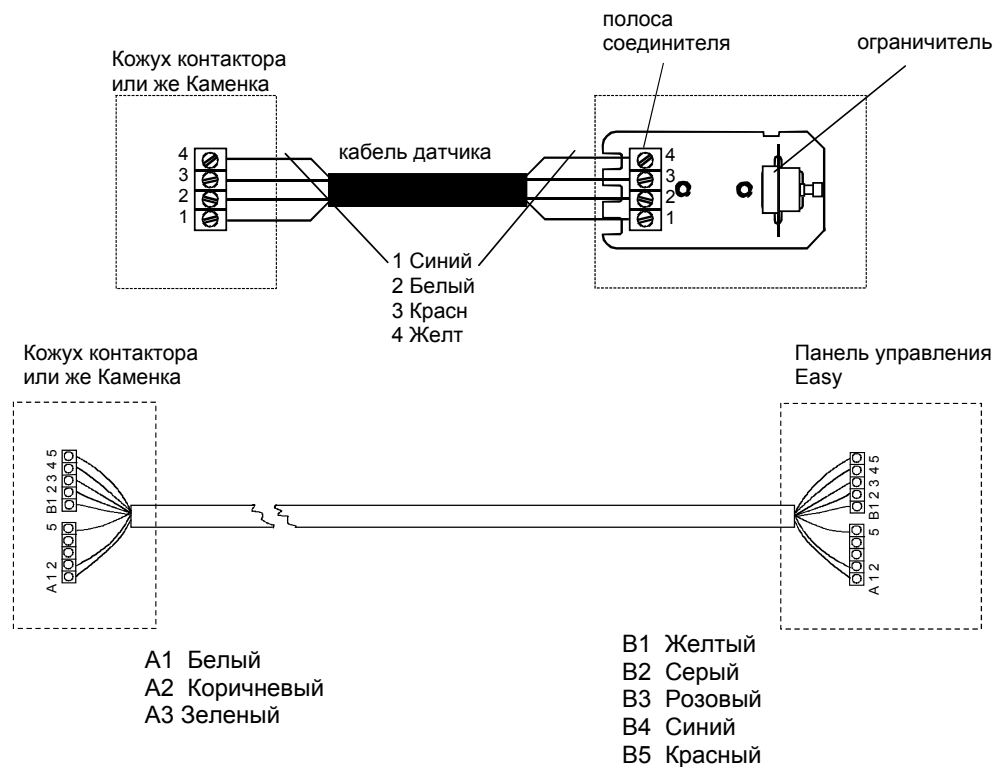 полоса
соединителя
ограничитель
Кожух контактора
или же Каменка
4
3
2
1
кабель датчика
4
3
2
1
1 Синий
2 Белый
3 Красн
4 Желт
Кожух контактора
или же Каменка
Панель управления
Easy
B1 2 3 4 5
A 1 2 5
B1 2 3 4 5
A 1 2 5
A1 Белый
A2 Коричневый
A3 Зеленый
B1 Желтый
B2 Серый
B3 Розовый
B4 Синий
B5 Красный